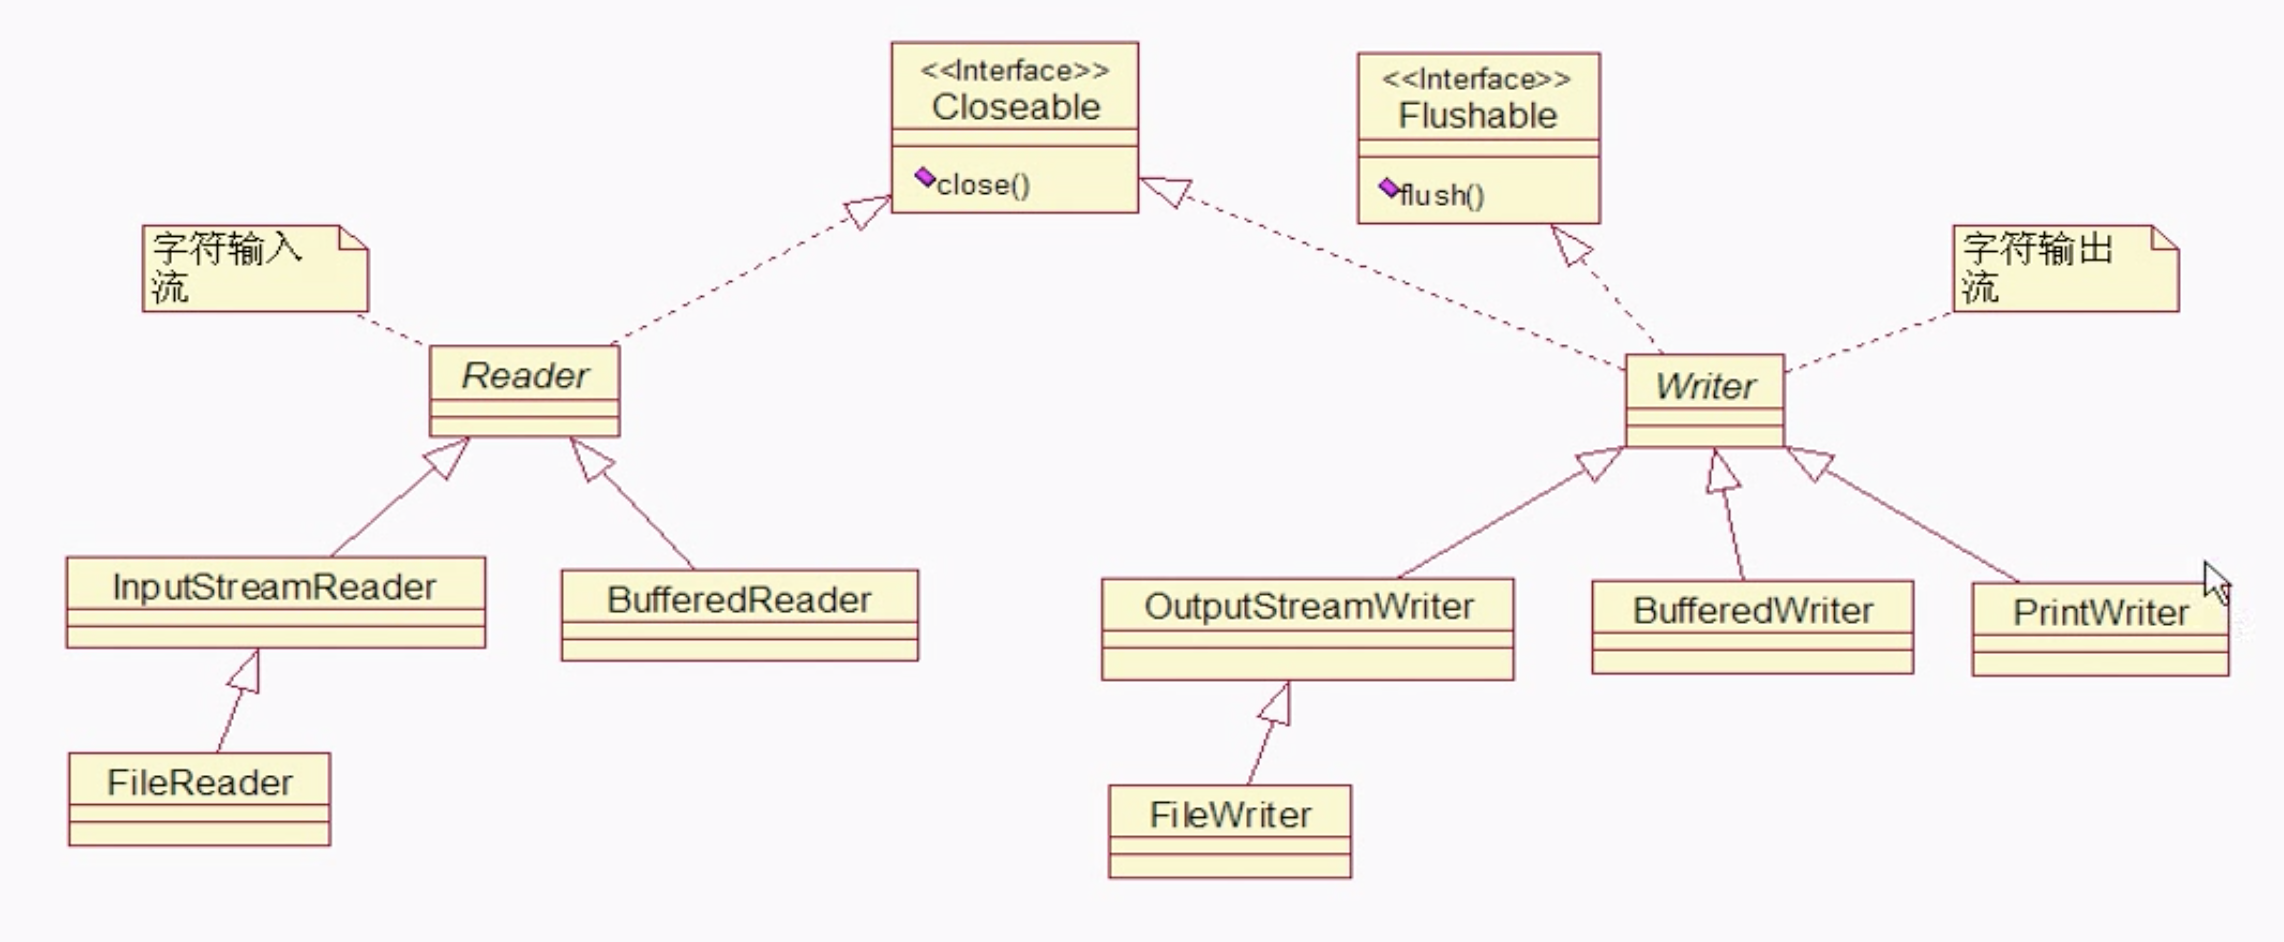 <<Interface>>
Closeable
close()
<<Interface>>
Flushable
flush()
字符输入
流
字符输出
流
Reader
Writer
InputStreamReader
BufferedReader
OutputStreamWriter
BufferedWriter
PrintWriter
FileReader
FileWriter